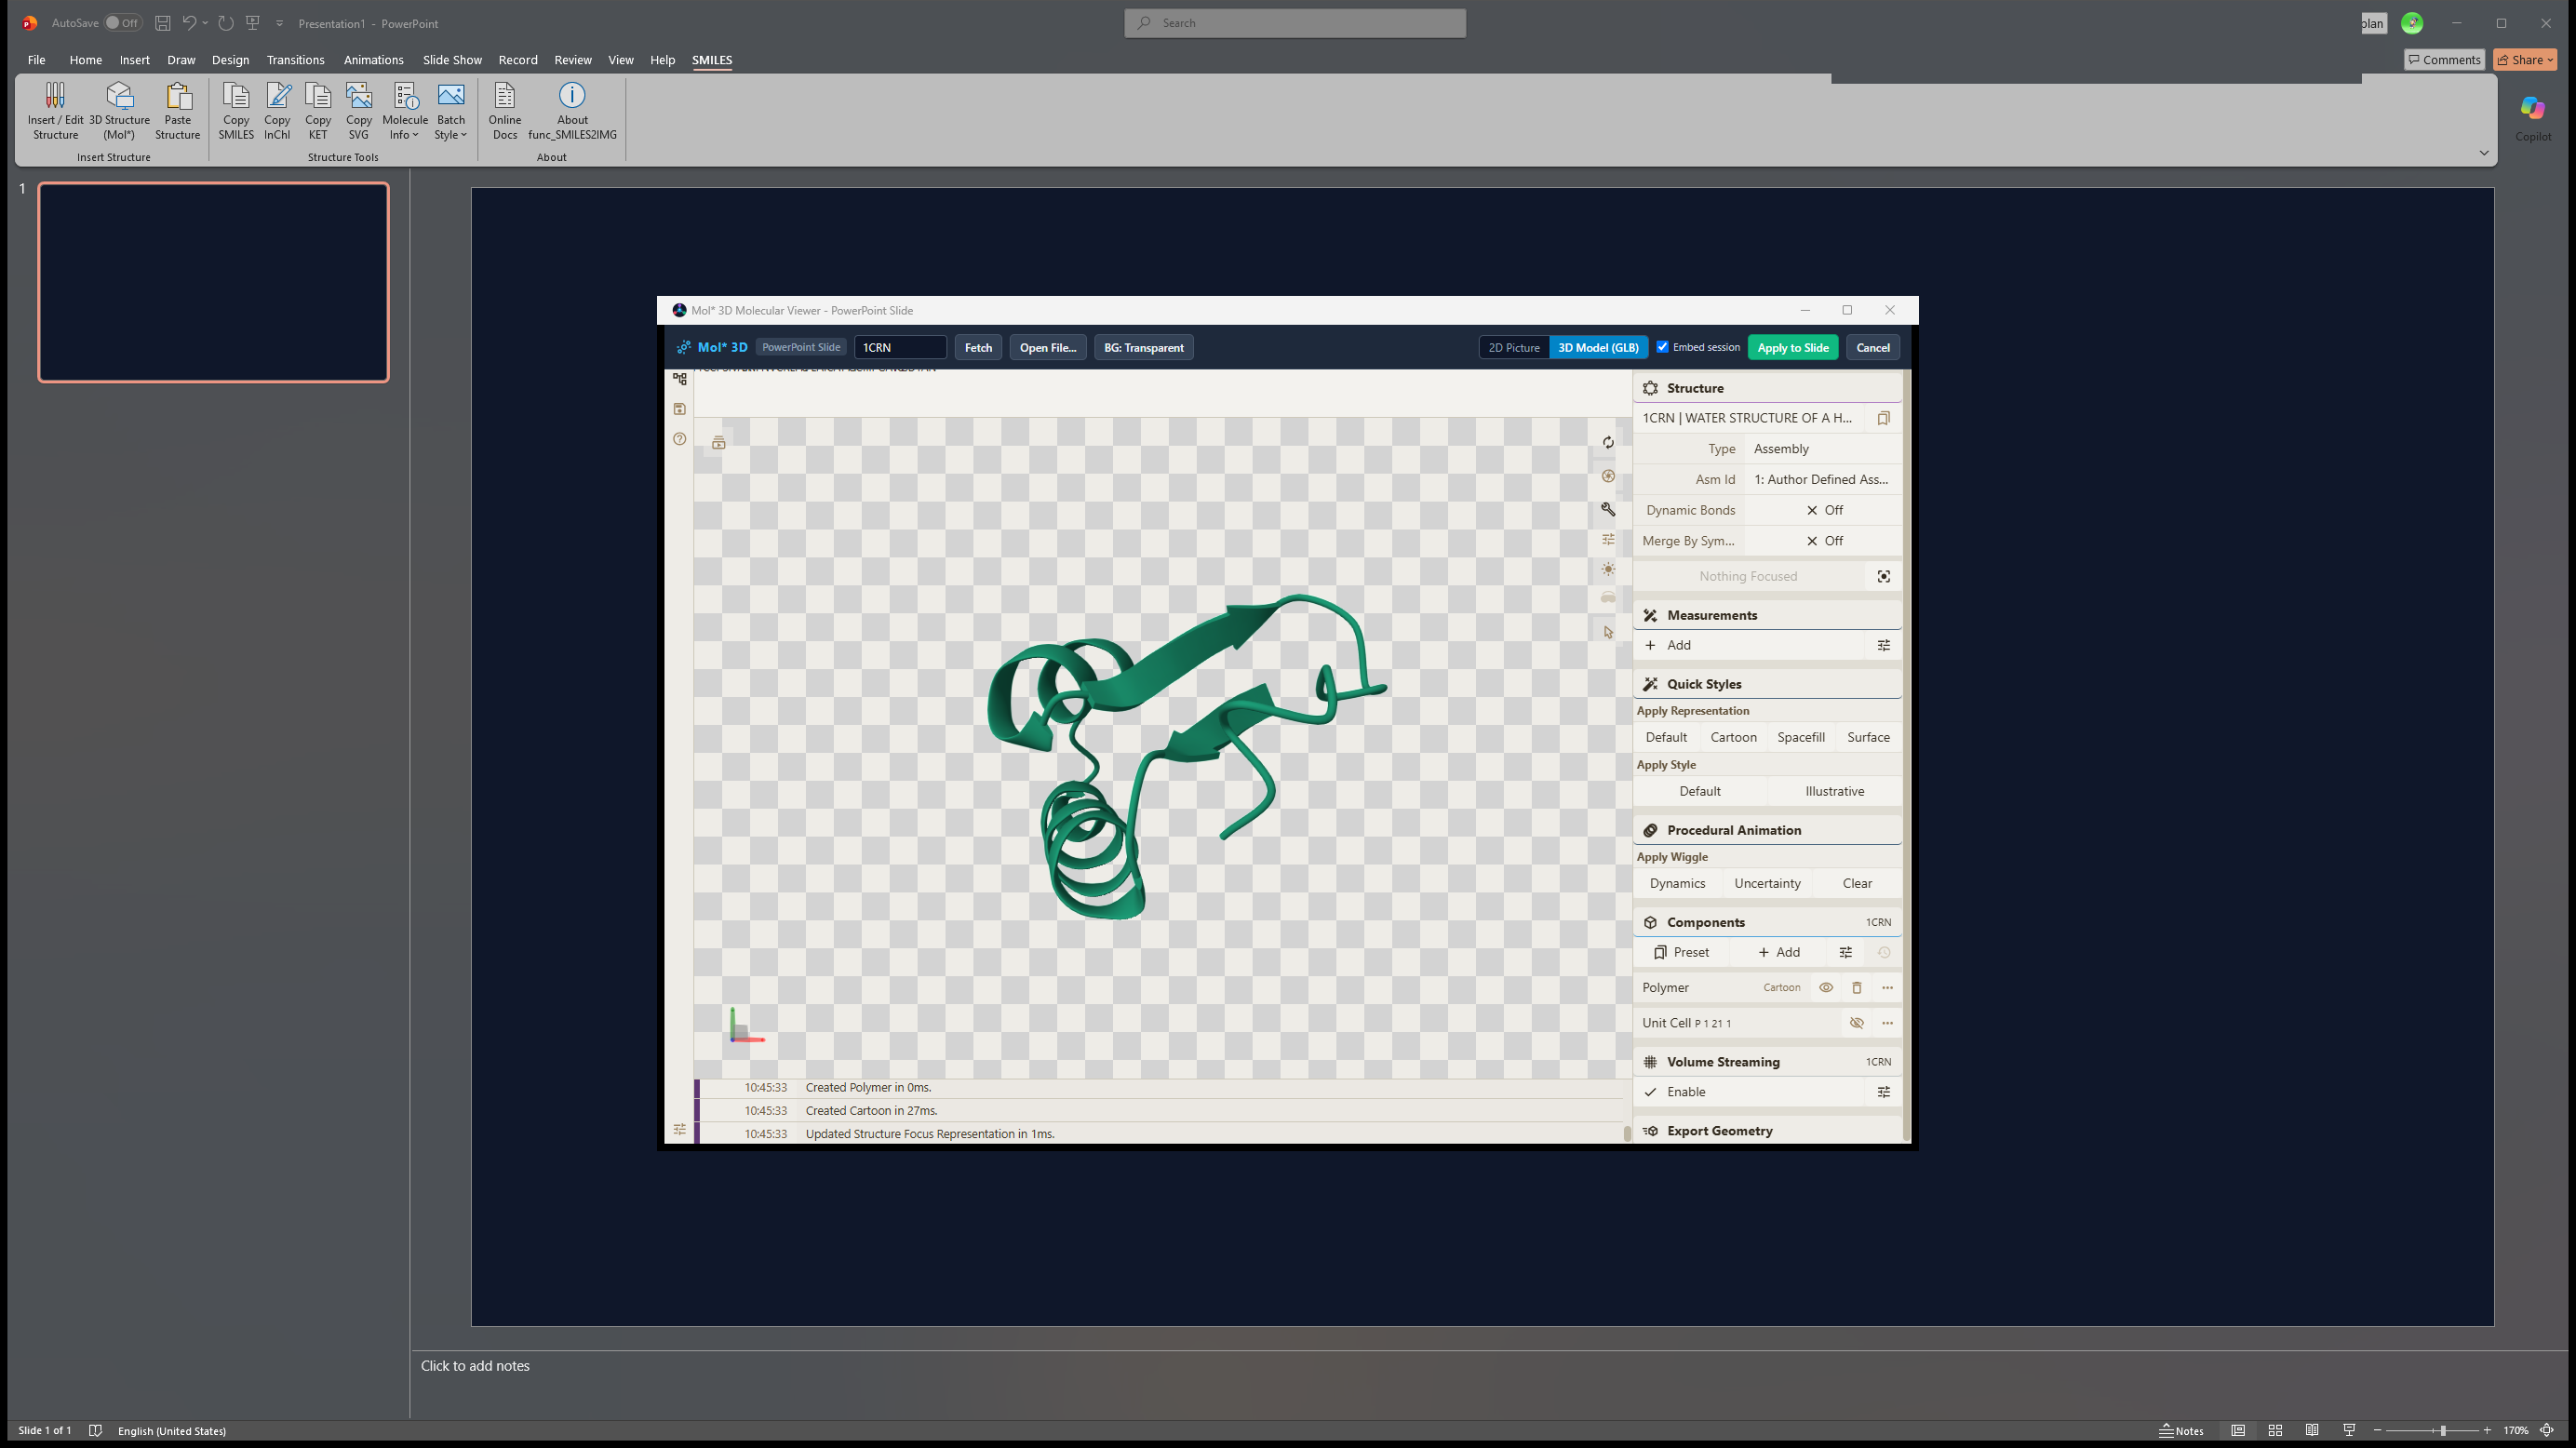 AutoSave Off Presentation1 - PowerPoint Search
File Home Insert Draw Design Transitions Animations Slide Show Record Review View Help SMILES Comments Share
Insert / Edit Structure
3D Structure (Mol*)
Paste Structure
Insert Structure
Copy SMILES
Copy InChI
Copy KET
Copy SVG
Molecule Info
Batch Style
Structure Tools
Online Docs
About func_SMILES2IMG
About
Copilot
1
Mol* 3D Molecular Viewer - PowerPoint Slide
Mol* 3D PowerPoint Slide 1CRN Fetch Open File... BG: Transparent 2D Picture 3D Model (GLB) Embed session Apply to Slide Cancel
Structure
1CRN | WATER STRUCTURE OF A H...
Type Assembly
Asm Id 1: Author Defined Ass...
Dynamic Bonds Off
Merge By Sym... Off
Nothing Focused
Measurements
Add
Quick Styles
Apply Representation
Default Cartoon Spacefill Surface
Apply Style
Default Illustrative
Procedural Animation
Apply Wiggle
Dynamics Uncertainty Clear
Components 1CRN
Preset Add
Polymer Cartoon
Unit Cell P 1 21 1
Volume Streaming 1CRN
Enable
Export Geometry
10:45:33 Created Polymer in 0ms.
10:45:33 Created Cartoon in 27ms.
10:45:33 Updated Structure Focus Representation in 1ms.
Click to add notes
Slide 1 of 1 English (United States) Notes 170%